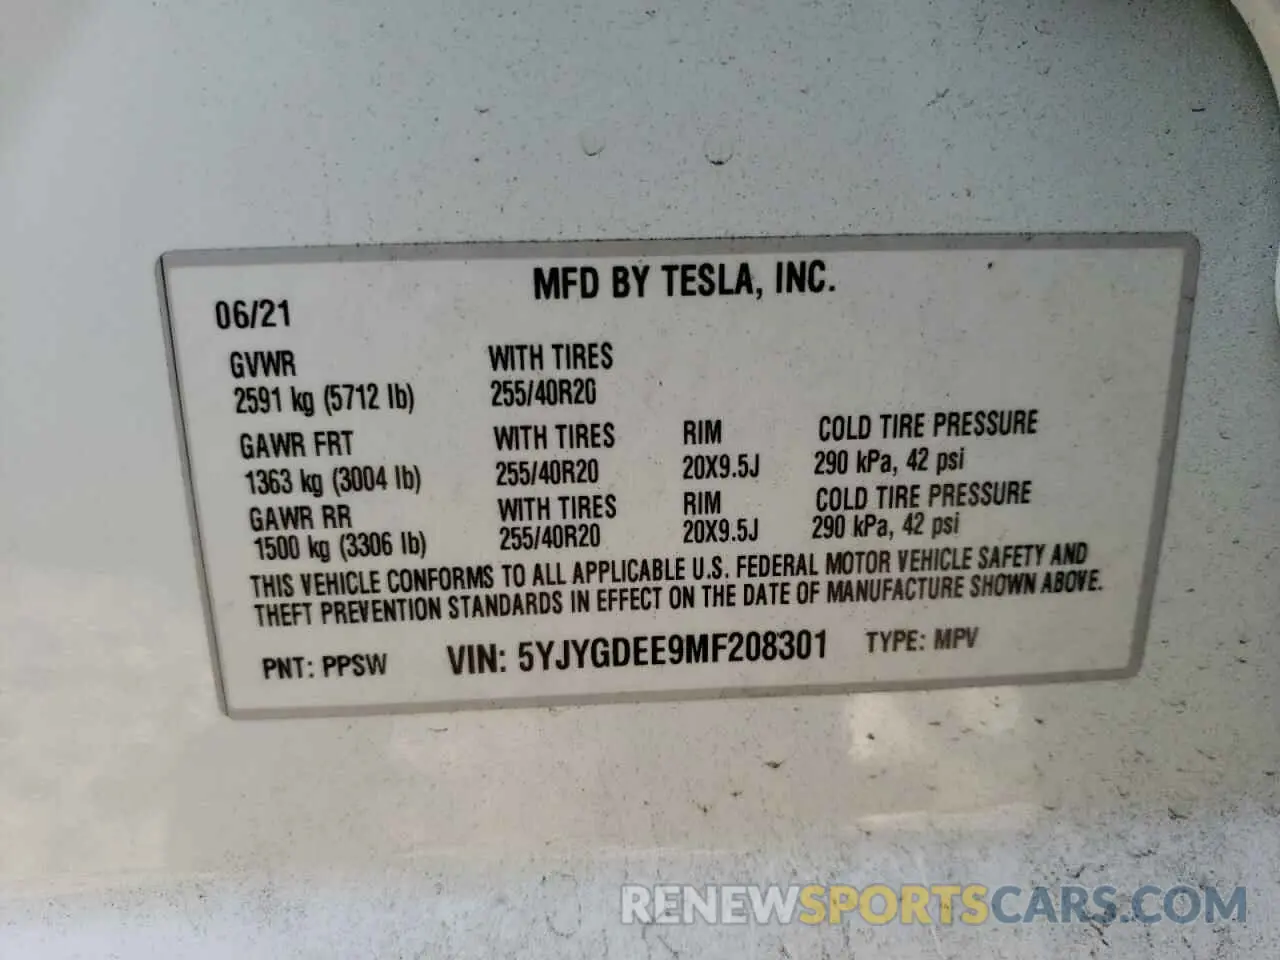 MFD BY TESLA, INC.
06/21
GVWR WITH TIRES
2591 kg (5712 lb) 255/40R20
GAWR FRT WITH TIRES RIM COLD TIRE PRESSURE
1363 kg (3004 lb) 255/40R20 20X9.5J 290 kPa, 42 psi
GAWR RR WITH TIRES RIM COLD TIRE PRESSURE
1500 kg (3306 lb) 255/40R20 20X9.5J 290 kPa, 42 psi
THIS VEHICLE CONFORMS TO ALL APPLICABLE U.S. FEDERAL MOTOR VEHICLE SAFETY AND
THEFT PREVENTION STANDARDS IN EFFECT ON THE DATE OF MANUFACTURE SHOWN ABOVE.
PNT: PPSW VIN: 5YJYGDEE9MF208301 TYPE: MPV
RENEWSPORTSCARS.COM